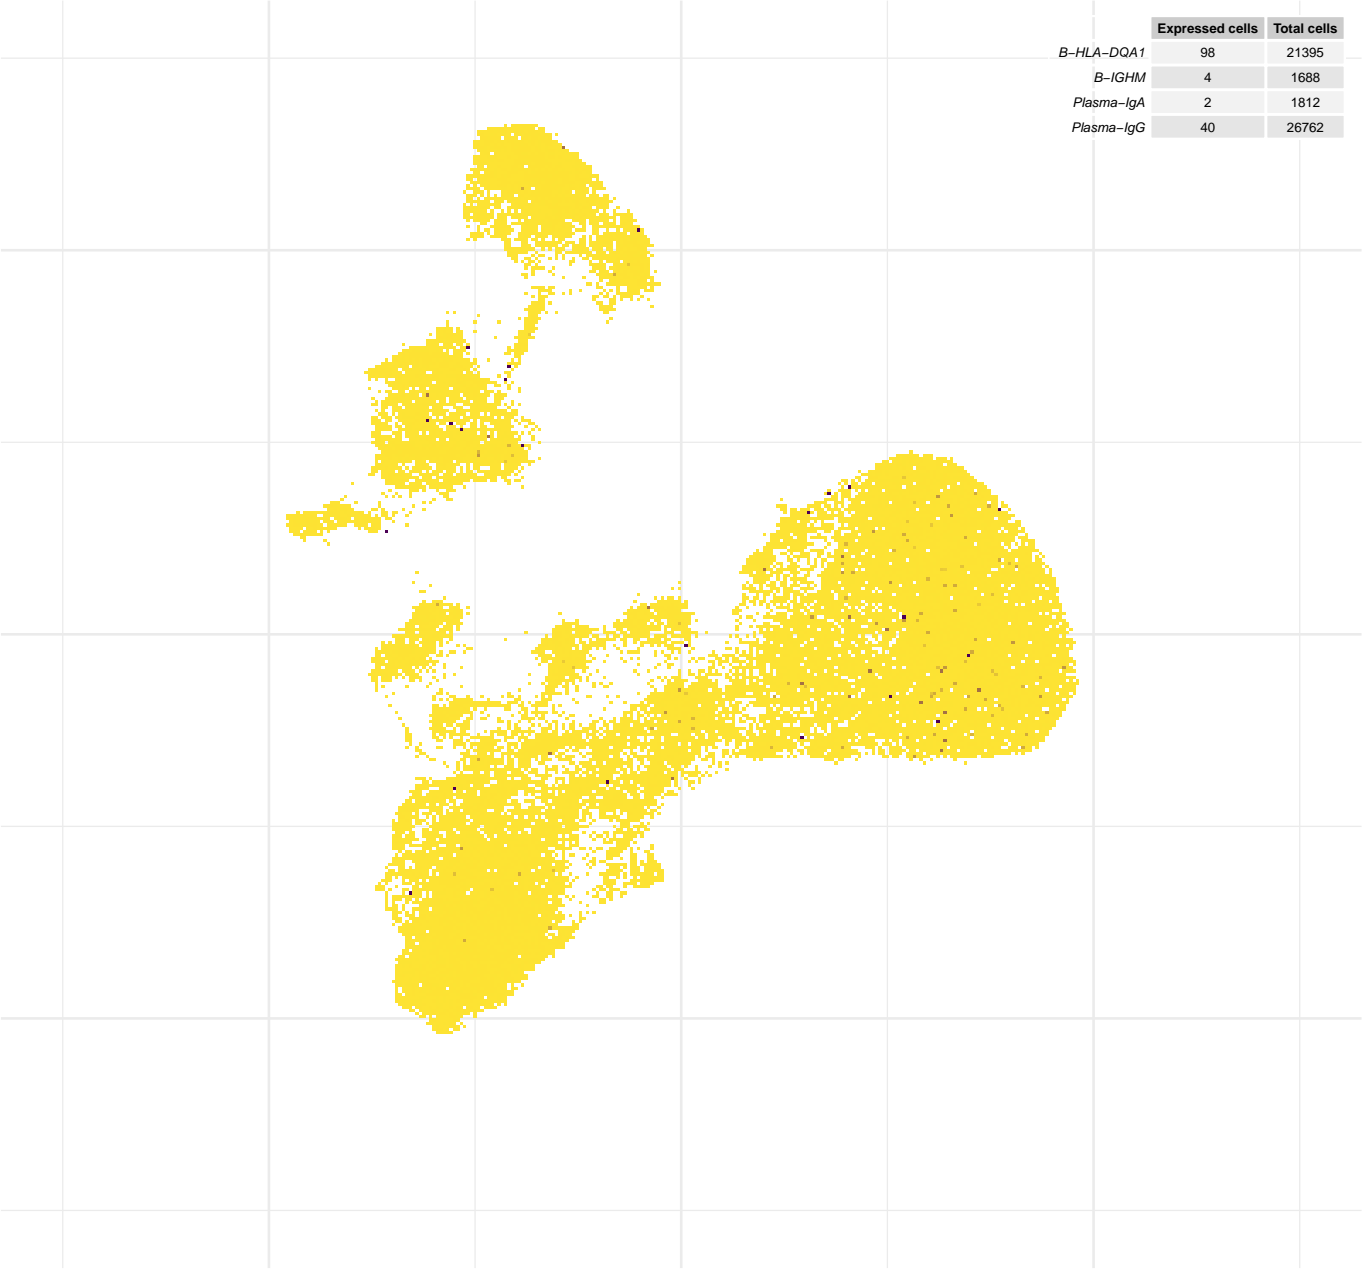 Expressed cells Total cells
B−HLA−DQA1 98 21395
B−IGHM 4 1688
Plasma−IgA 2 1812
Plasma−IgG 40 26762